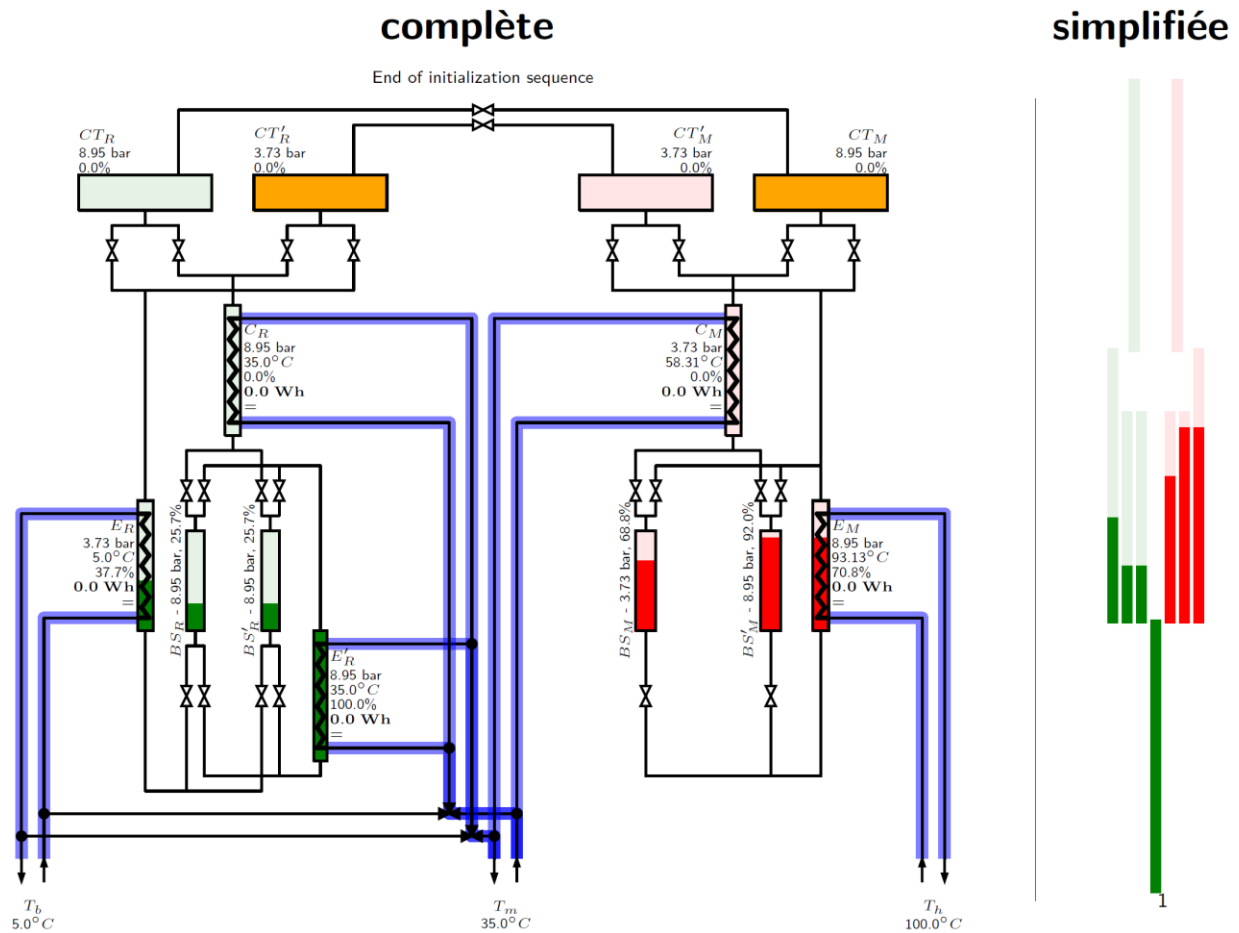 complète
simplifiée
End of initialization sequence
CT_R
8.95 bar
0.0%
CT'_R
3.73 bar
0.0%
CT'_M
3.73 bar
0.0%
CT_M
8.95 bar
0.0%
C_R
8.95 bar
35.0°C
0.0%
0.0 Wh
=
C_M
3.73 bar
58.31°C
0.0%
0.0 Wh
=
E_R
3.73 bar
5.0°C
37.7%
0.0 Wh
=
BS_R - 8.95 bar, 25.7%
BS'_R - 8.95 bar, 25.7%
E'_R
8.95 bar
35.0°C
100.0%
0.0 Wh
=
BS_M - 3.73 bar, 68.8%
BS'_M - 8.95 bar, 92.0%
E_M
8.95 bar
93.13°C
70.8%
0.0 Wh
=
T_b
5.0°C
T_m
35.0°C
T_h
100.0°C
1